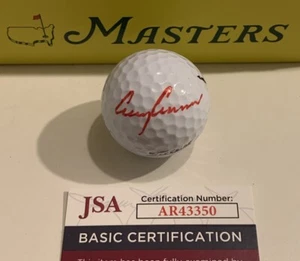 MASTERS
JSA
Certification Number:
AR43350
BASIC CERTIFICATION